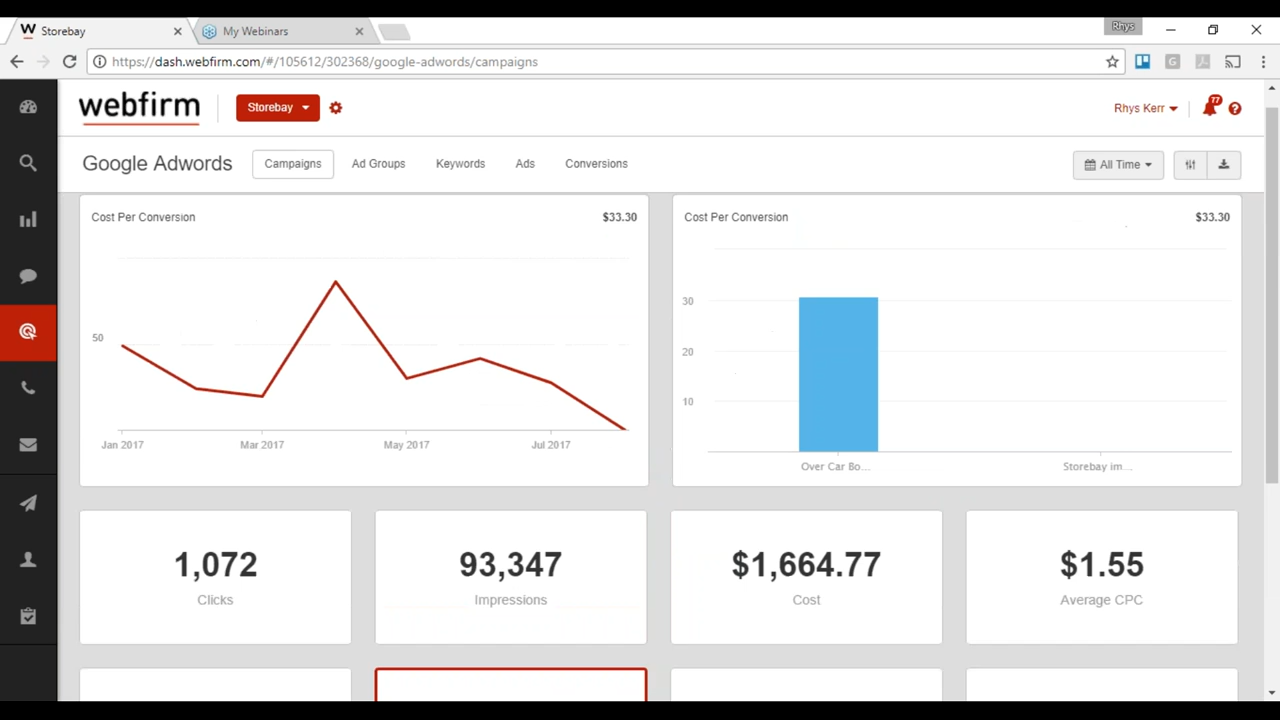 Storebay
My Webinars
Rhys
https://dash.webfirm.com/#/105612/302368/google-adwords/campaigns
webfirm
Storebay
Rhys Kerr
77
Google Adwords
Campaigns
Ad Groups
Keywords
Ads
Conversions
All Time
Cost Per Conversion
$33.30
50
Jan 2017
Mar 2017
May 2017
Jul 2017
Cost Per Conversion
$33.30
30
20
10
Over Car Bo...
Storebay im...
1,072
Clicks
93,347
Impressions
$1,664.77
Cost
$1.55
Average CPC